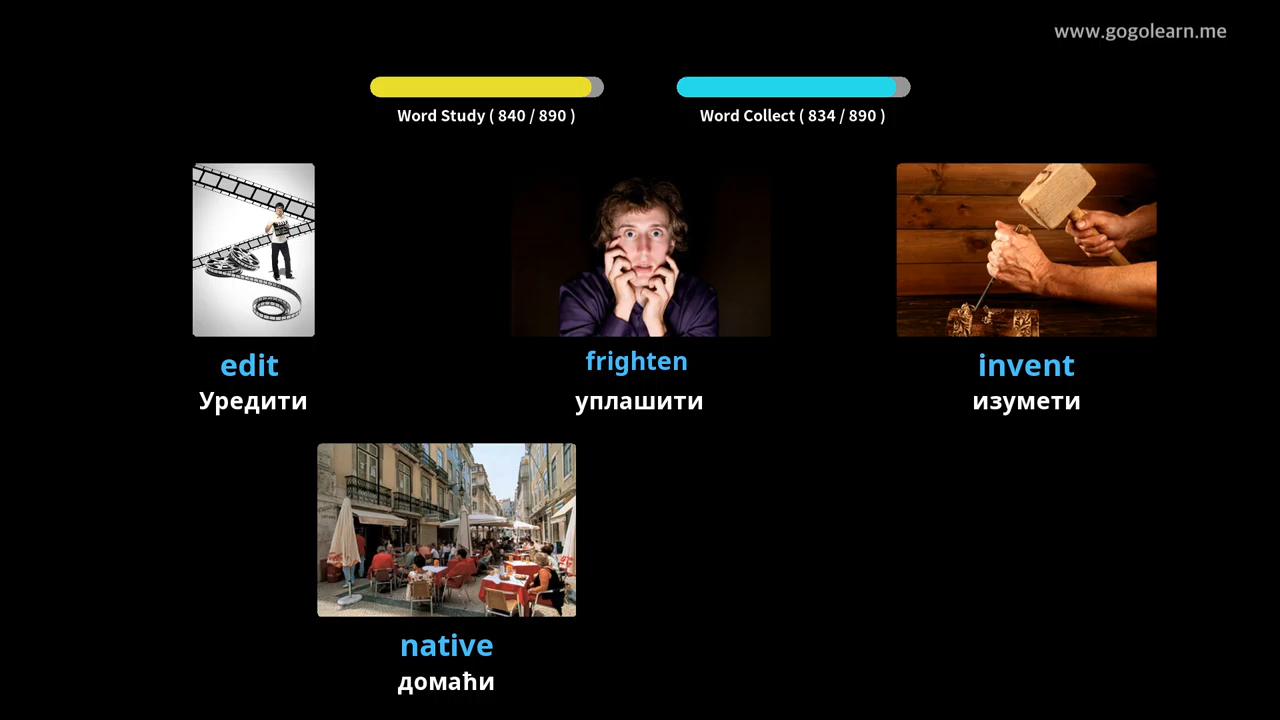 www.gogolearn.me
Word Study ( 840 / 890 )
Word Collect ( 834 / 890 )
edit
Уредити
frighten
уплашити
invent
изумети
native
домаћи